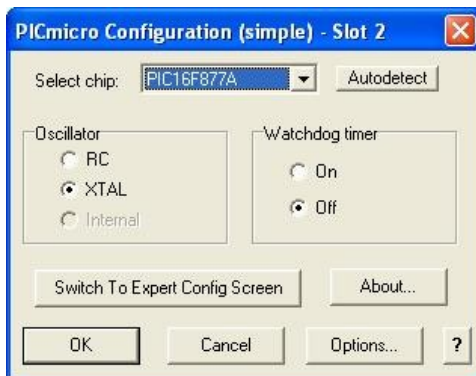 PICmicro Configuration (simple) - Slot 2
Select chip: PIC16F877A Autodetect
Oscillator
RC
XTAL
Internal
Watchdog timer
On
Off
Switch To Expert Config Screen About...
OK Cancel Options... ?